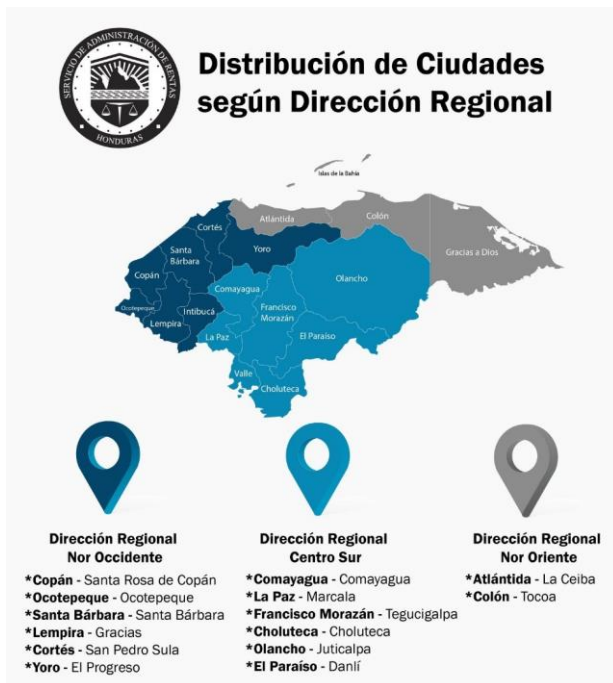 SERVICIO DE ADMINISTRACIÓN DE RENTAS
HONDURAS
Distribución de Ciudades
según Dirección Regional
Islas de la Bahía
Atlántida
Colón
Cortés
Yoro
Gracias a Dios
Santa
Bárbara
Copán
Olancho
Comayagua
Ocotepeque
Intibucá
Francisco
Morazán
Lempira
La Paz
El Paraíso
Valle
Choluteca
Dirección Regional
Nor Occidente
*Copán - Santa Rosa de Copán
*Ocotepeque - Ocotepeque
*Santa Bárbara - Santa Bárbara
*Lempira - Gracias
*Cortés - San Pedro Sula
*Yoro - El Progreso
Dirección Regional
Centro Sur
*Comayagua - Comayagua
*La Paz - Marcala
*Francisco Morazán - Tegucigalpa
*Choluteca - Choluteca
*Olancho - Juticalpa
*El Paraíso - Danlí
Dirección Regional
Nor Oriente
*Atlántida - La Ceiba
*Colón - Tocoa